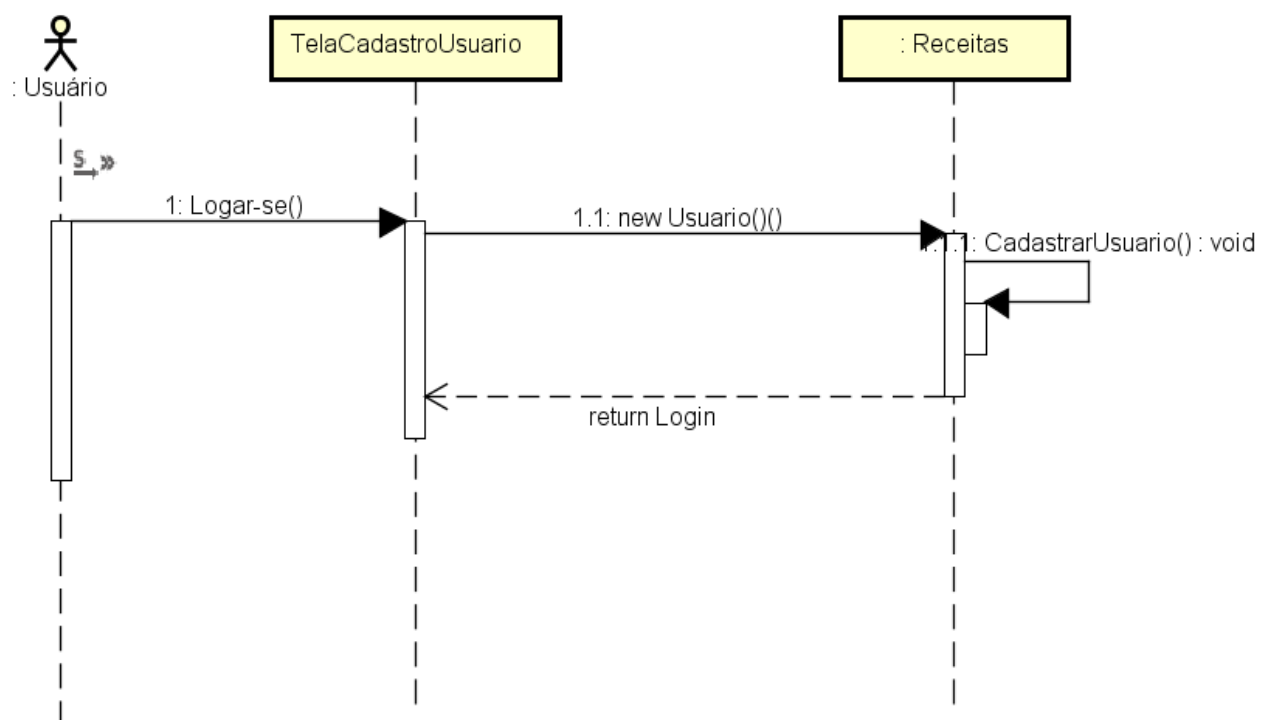 TelaCadastroUsuario
: Receitas
: Usuário
S »
1: Logar-se()
1.1: new Usuario()()
1.1.1: CadastrarUsuario() : void
return Login